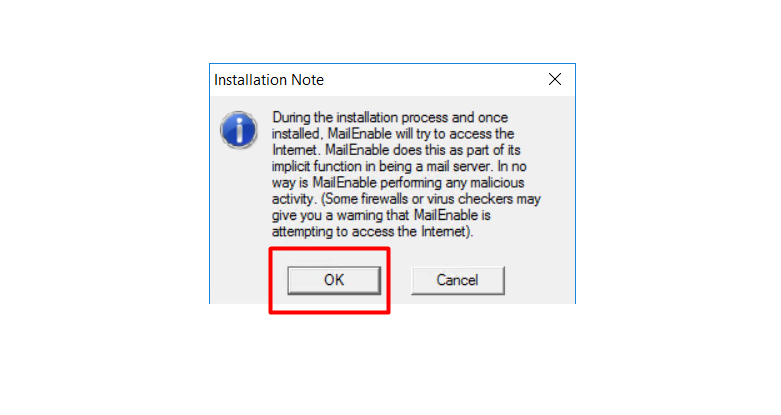 Installation Note
During the installation process and once
installed, MailEnable will try to access the
Internet. MailEnable does this as part of its
implicit function in being a mail server. In no
way is MailEnable performing any malicious
activity. (Some firewalls or virus checkers may
give you a warning that MailEnable is
attempting to access the Internet).
OK
Cancel